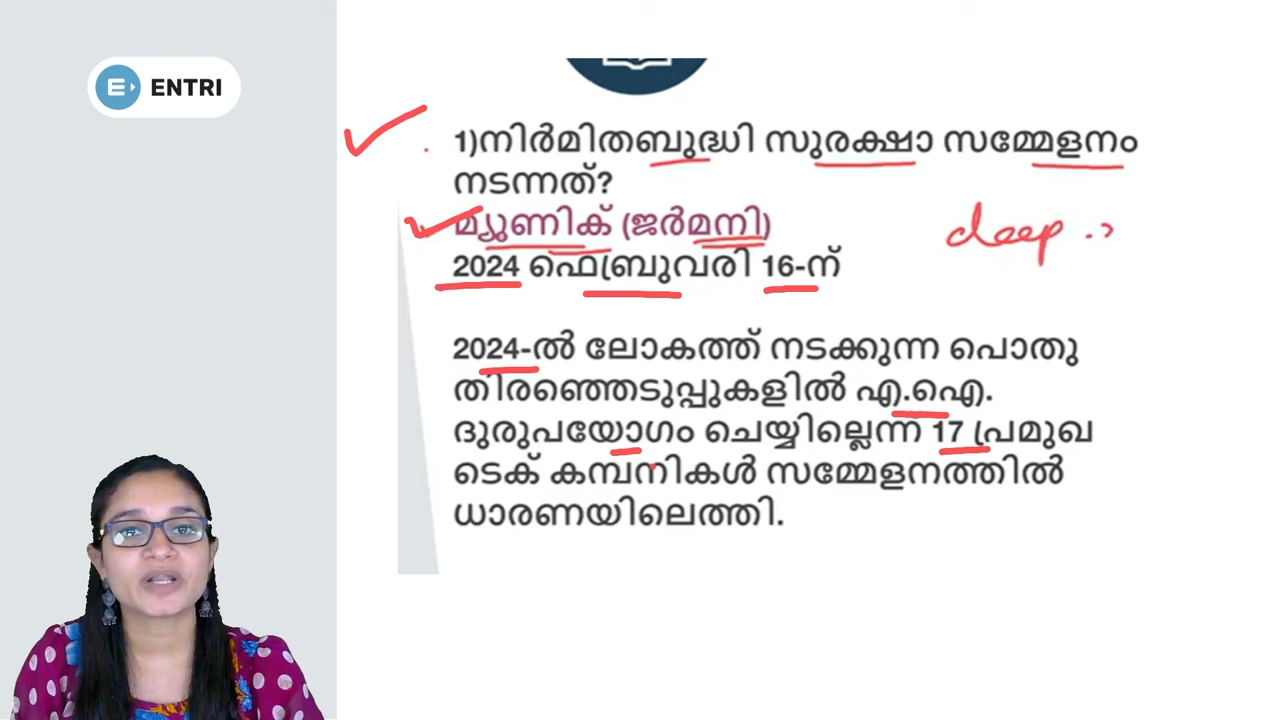 ENTRI
1)നിർമിതബുദ്ധി സുരക്ഷാ സമ്മേളനം
നടന്നത്?
മ്യുണിക് (ജർമനി)
deep
2024 ഫെബ്രുവരി 16-ന്
2024-ൽ ലോകത്ത് നടക്കുന്ന പൊതു
തിരഞ്ഞെടുപ്പുകളിൽ എ.ഐ.
ദുരുപയോഗം ചെയ്യില്ലെന്ന 17 പ്രമുഖ
ടെക് കമ്പനികൾ സമ്മേളനത്തിൽ
ധാരണയിലെത്തി.